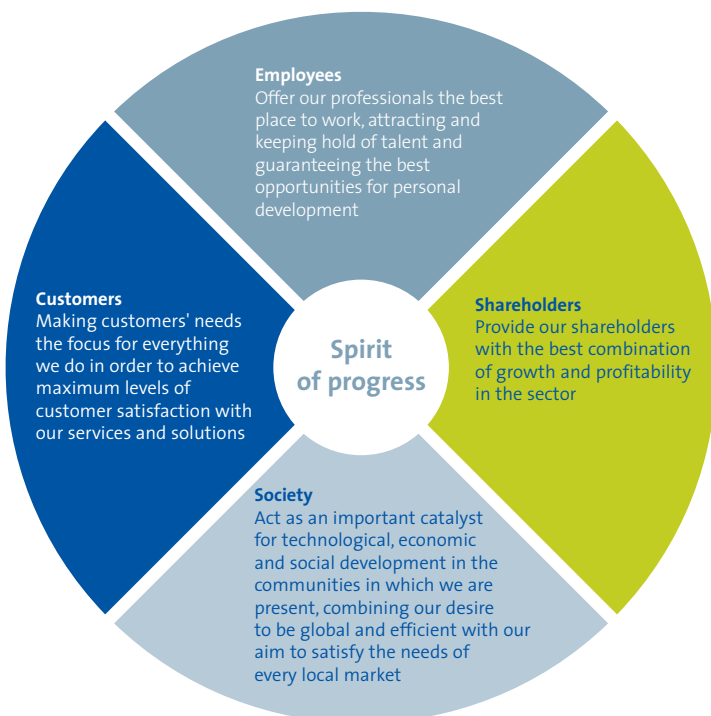 Employees
Offer our professionals the best
place to work, attracting and
keeping hold of talent and
guaranteeing the best
opportunities for personal
development
Customers
Making customers' needs
the focus for everything
we do in order to achieve
maximum levels of
customer satisfaction with
our services and solutions
Spirit
of progress
Shareholders
Provide our shareholders
with the best combination
of growth and profitability
in the sector
Society
Act as an important catalyst
for technological, economic
and social development in the
communities in which we are
present, combining our desire
to be global and efficient with our
aim to satisfy the needs of
every local market